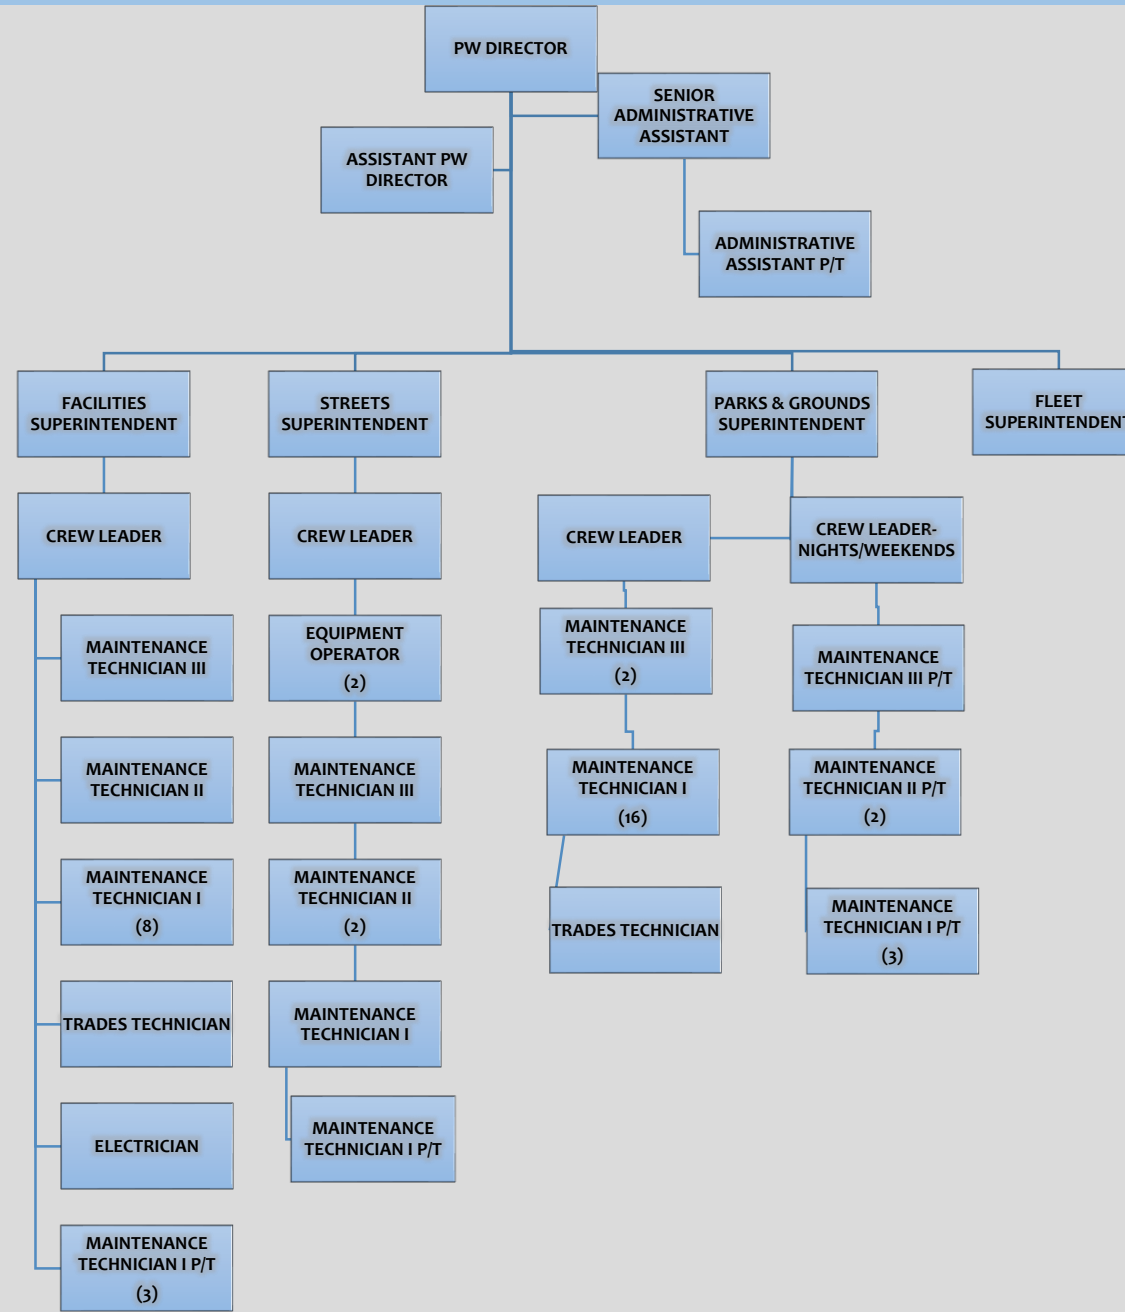 PW DIRECTOR
SENIOR
ADMINISTRATIVE
ASSISTANT
ASSISTANT PW
DIRECTOR
ADMINISTRATIVE
ASSISTANT P/T
FACILITIES
SUPERINTENDENT
STREETS
SUPERINTENDENT
PARKS & GROUNDS
SUPERINTENDENT
FLEET
SUPERINTENDENT
CREW LEADER
CREW LEADER
CREW LEADER
CREW LEADER-
NIGHTS/WEEKENDS
MAINTENANCE
TECHNICIAN III
EQUIPMENT
OPERATOR
(2)
MAINTENANCE
TECHNICIAN III
(2)
MAINTENANCE
TECHNICIAN III P/T
MAINTENANCE
TECHNICIAN II
MAINTENANCE
TECHNICIAN III
MAINTENANCE
TECHNICIAN I
(16)
MAINTENANCE
TECHNICIAN II P/T
(2)
MAINTENANCE
TECHNICIAN I
(8)
MAINTENANCE
TECHNICIAN II
(2)
TRADES TECHNICIAN
MAINTENANCE
TECHNICIAN I P/T
(3)
TRADES TECHNICIAN
MAINTENANCE
TECHNICIAN I
ELECTRICIAN
MAINTENANCE
TECHNICIAN I P/T
MAINTENANCE
TECHNICIAN I P/T
(3)